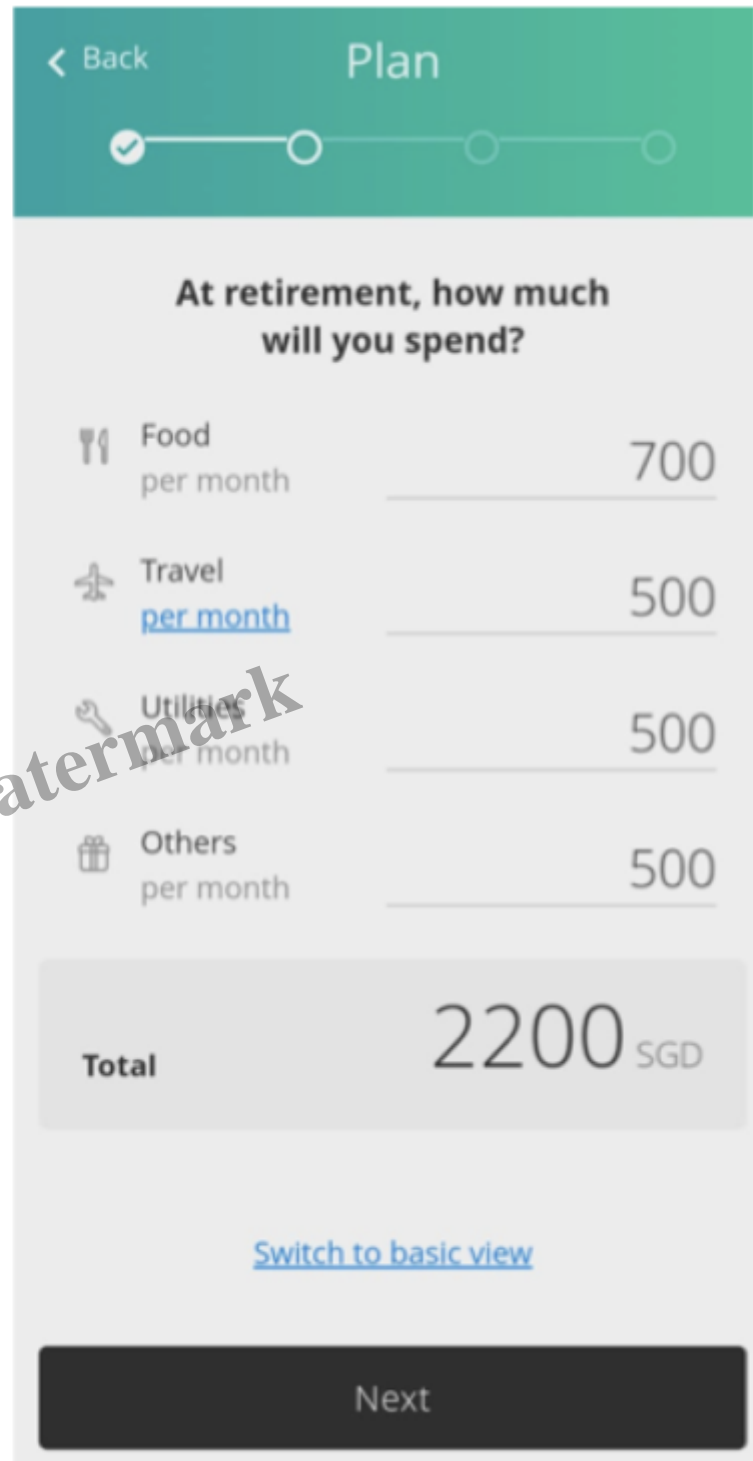 Back
Plan
At retirement, how much
will you spend?
Food
per month
700
Travel
per month
500
Utilities
per month
500
Others
per month
500
Total
2200 SGD
Switch to basic view
Next
atermark